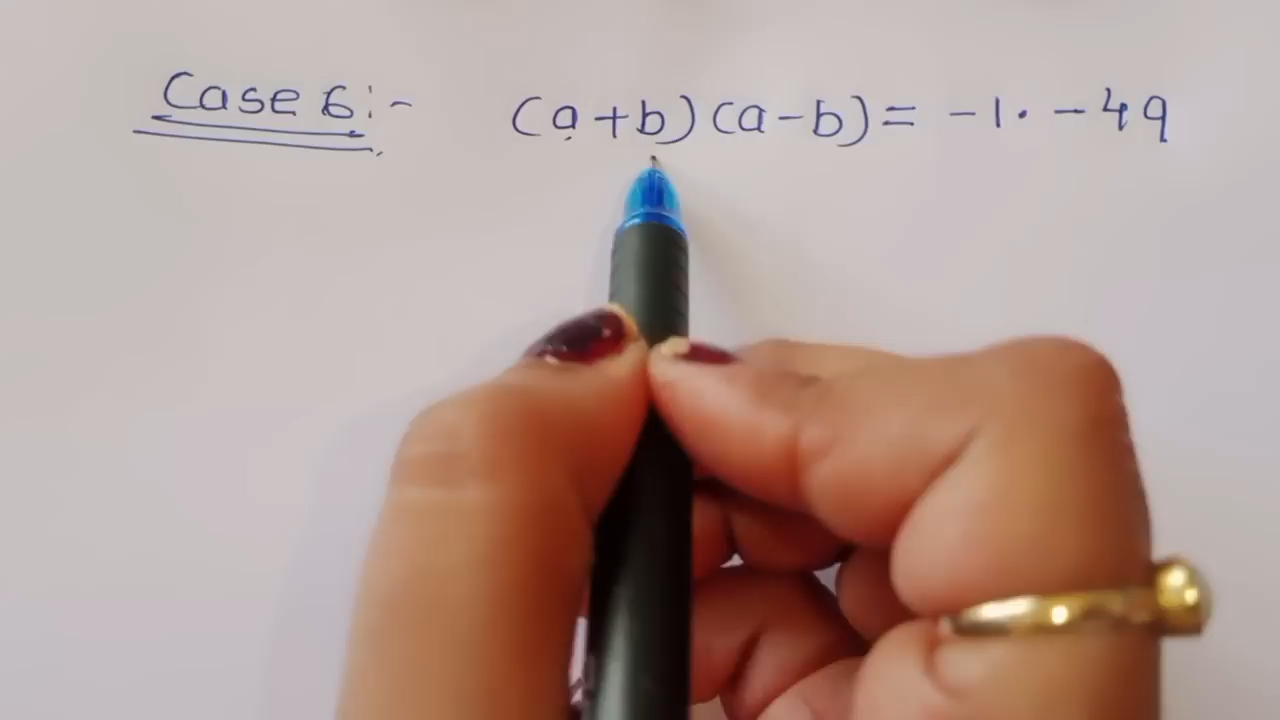 Case 6:- (a+b)(a-b) = -1. -49